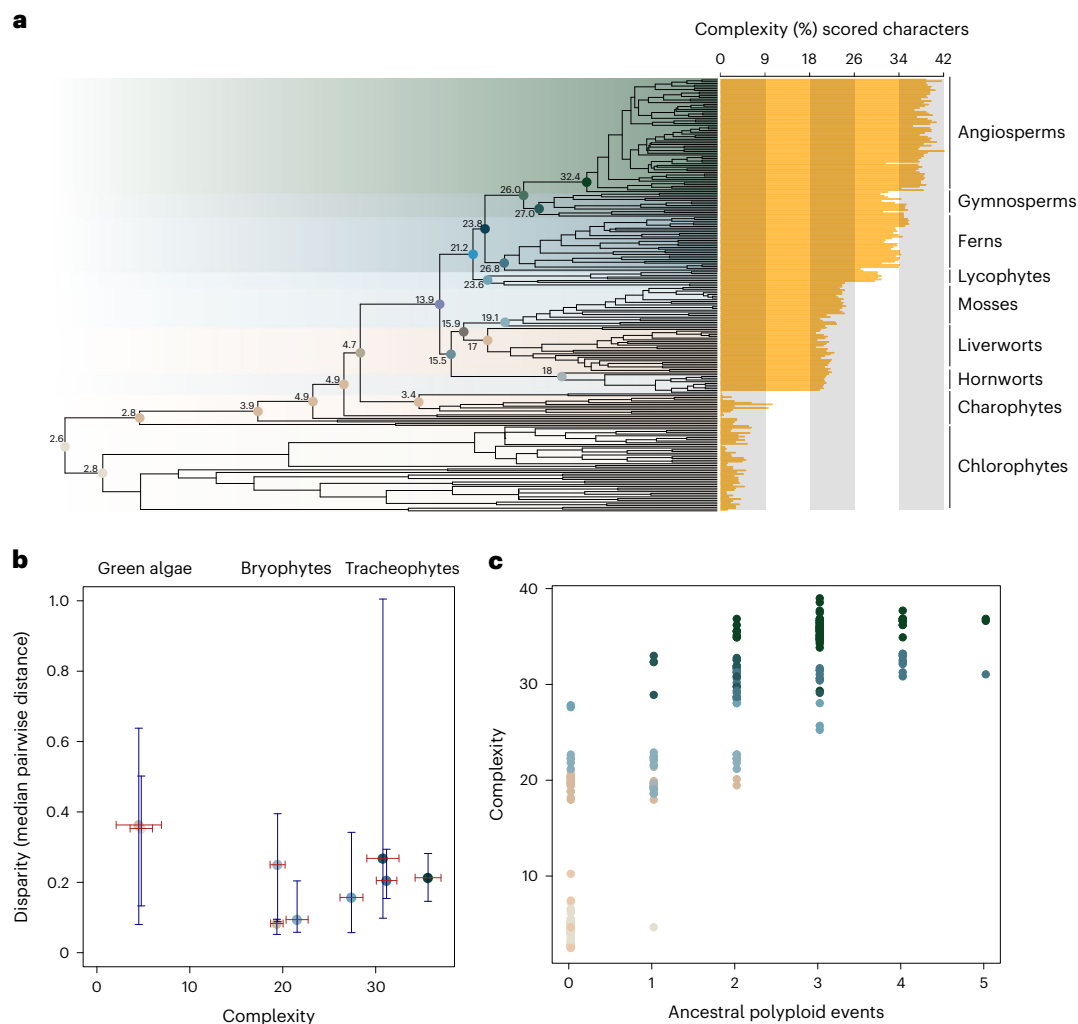 a
Complexity (%) scored characters
0 9 18 26 34 42
Angiosperms
32.4
26.0
Gymnosperms
27.0
23.8
Ferns
21.2
26.8
Lycophytes
23.6
13.9
Mosses
19.1
15.9
17
Liverworts
4.7
15.5
18
Hornworts
4.9
3.4
4.9
Charophytes
3.9
2.8
2.6
Chlorophytes
2.8
b
Green algae Bryophytes Tracheophytes
Disparity (median pairwise distance)
1.0
0.8
0.6
0.4
0.2
0
0 10 20 30
Complexity
c
Complexity
40
30
20
10
0 1 2 3 4 5
Ancestral polyploid events